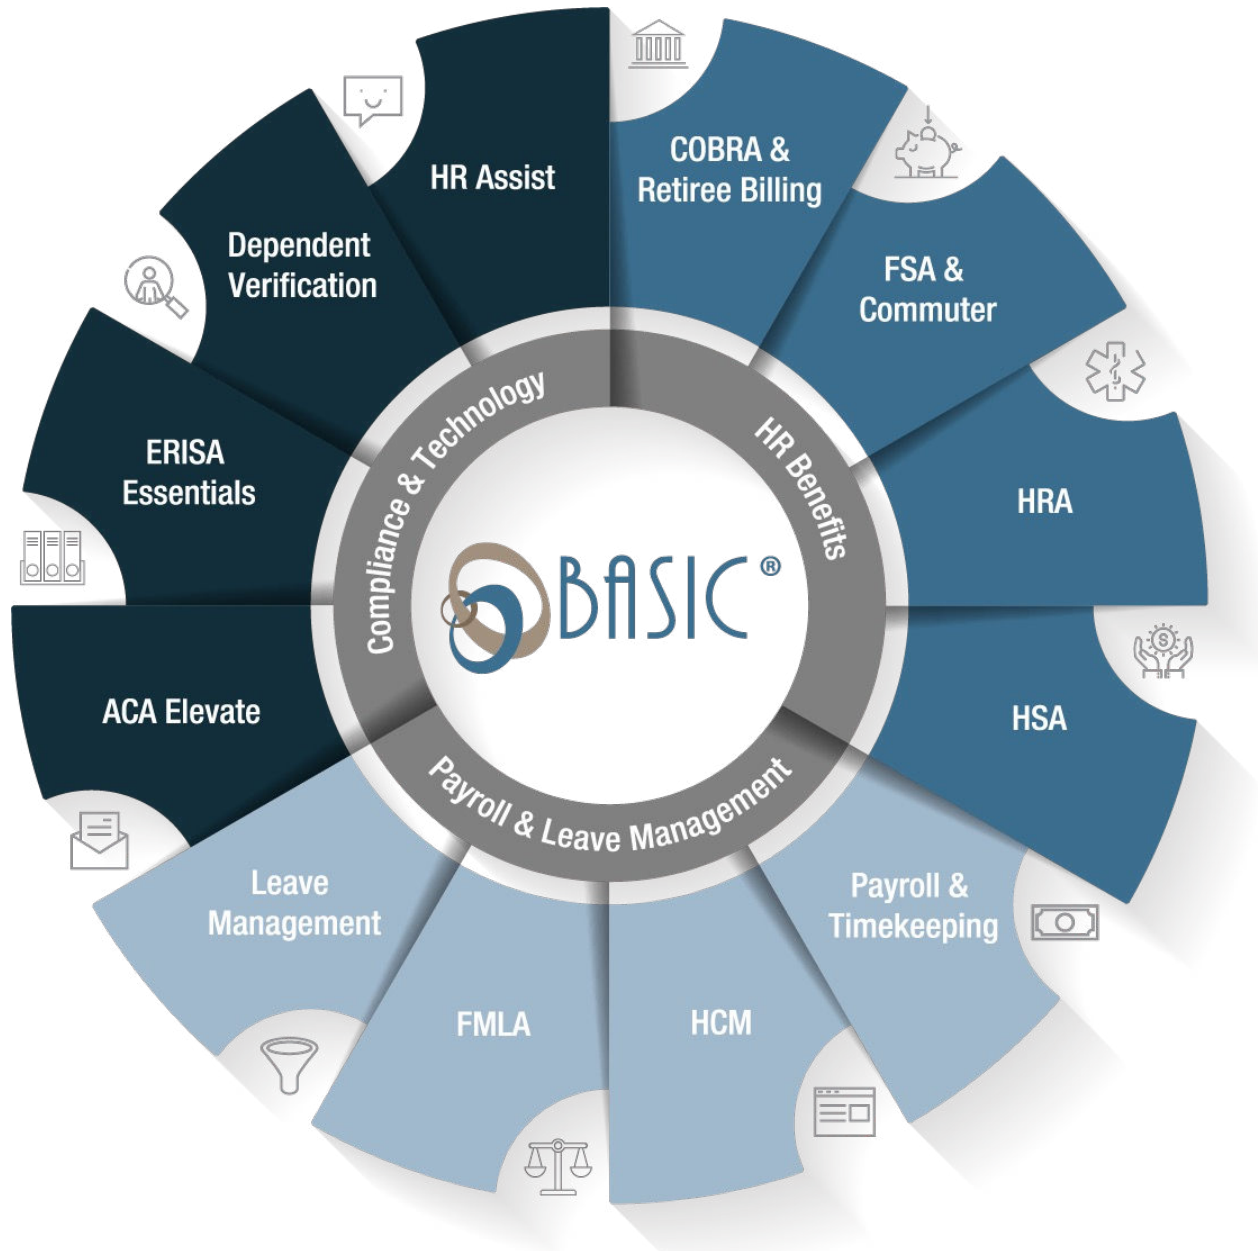 COBRA &
Retiree Billing
FSA &
Commuter
HRA
HSA
Payroll &
Timekeeping
HCM
FMLA
Leave
Management
ACA Elevate
ERISA
Essentials
Dependent
Verification
HR Assist
HR Benefits
Payroll & Leave Management
Compliance & Technology
BASIC®
$